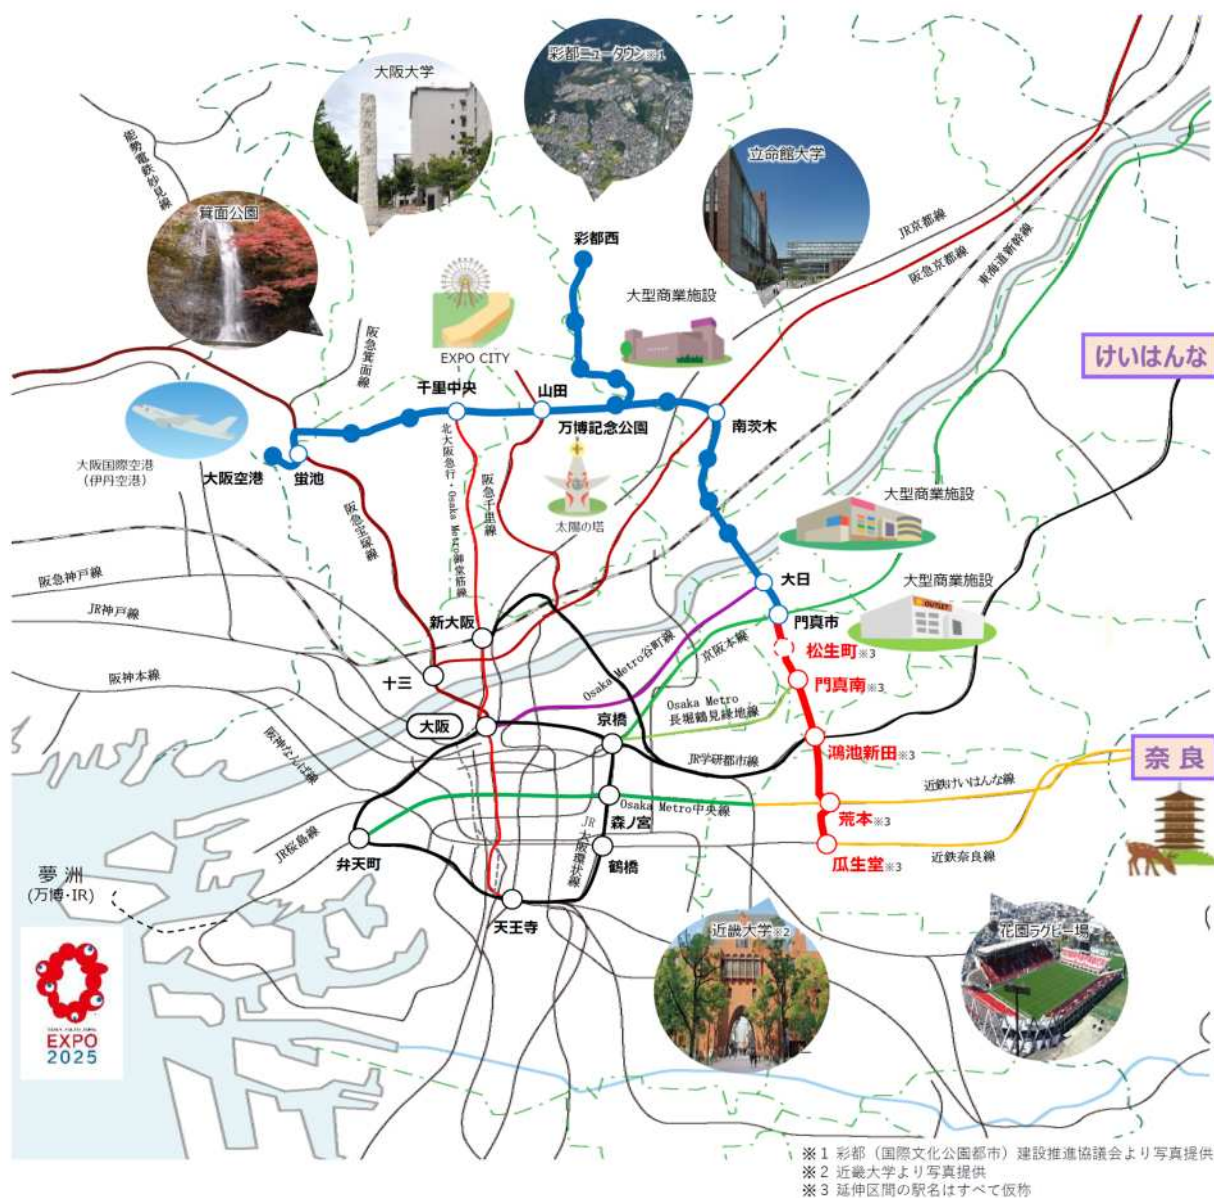 彩都ニュータウン※1
大阪大学
能勢電鉄妙見線
立命館大学
箕面公園
彩都西
JR京都線
阪急京都線
東海道新幹線
大型商業施設
EXPO CITY
阪急箕面線
けいはんな
千里中央
山田
万博記念公園
南茨木
大阪国際空港
(伊丹空港)
大阪空港
蛍池
北大阪急行・Osaka Metro御堂筋線
阪急千里線
太陽の塔
大型商業施設
阪急宝塚線
阪急神戸線
JR神戸線
大日
大型商業施設
OUTLET
門真市
新大阪
松生町※3
Osaka Metro谷町線
京阪本線
阪神本線
十三
門真南※3
Osaka Metro
長堀鶴見緑地線
大阪
京橋
阪神なんば線
JR学研都市線
鴻池新田※3
奈良
近鉄けいはんな線
Osaka Metro中央線
荒本※3
森ノ宮
JR桜島線
弁天町
JR大阪環状線
鶴橋
瓜生堂※3
近鉄奈良線
夢洲
(万博・IR)
天王寺
近畿大学※2
花園ラグビー場
OSAKA, KANSAI, JAPAN
EXPO
2025
※1 彩都(国際文化公園都市)建設推進協議会より写真提供
※2 近畿大学より写真提供
※3 延伸区間の駅名はすべて仮称